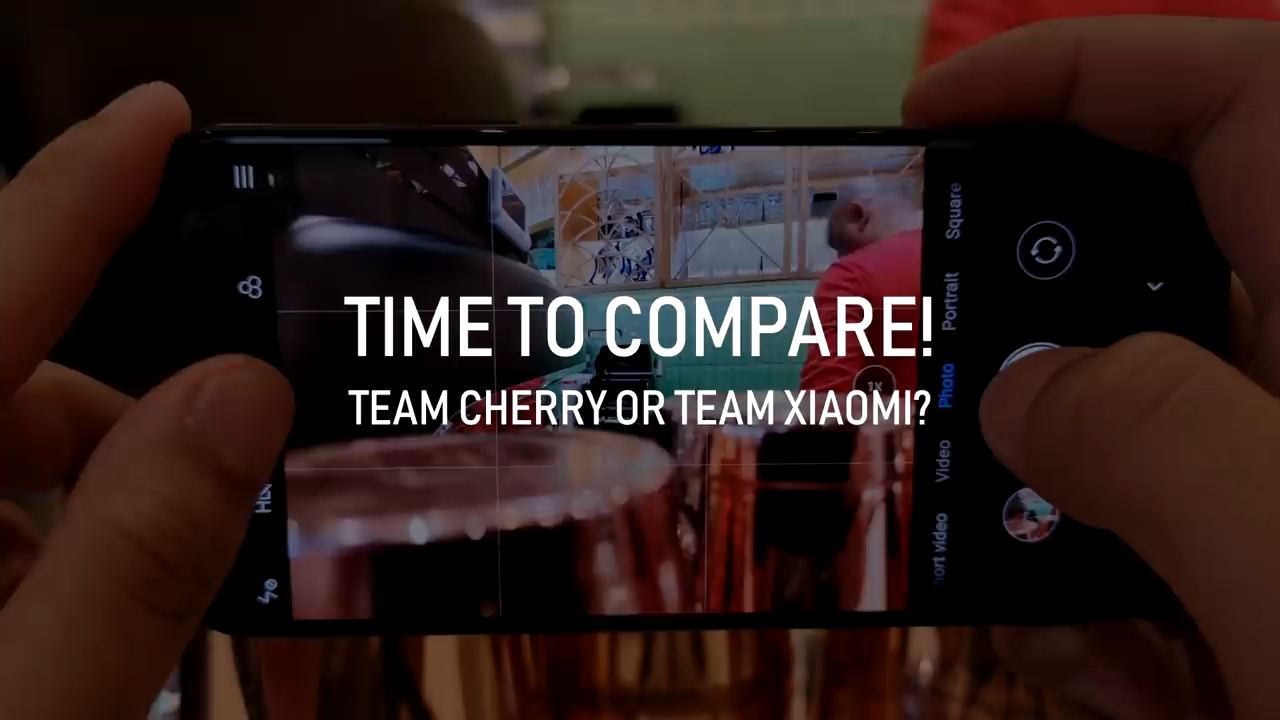 TIME TO COMPARE!
TEAM CHERRY OR TEAM XIAOMI?
Square
Portrait
Photo
Video
ort video
1X